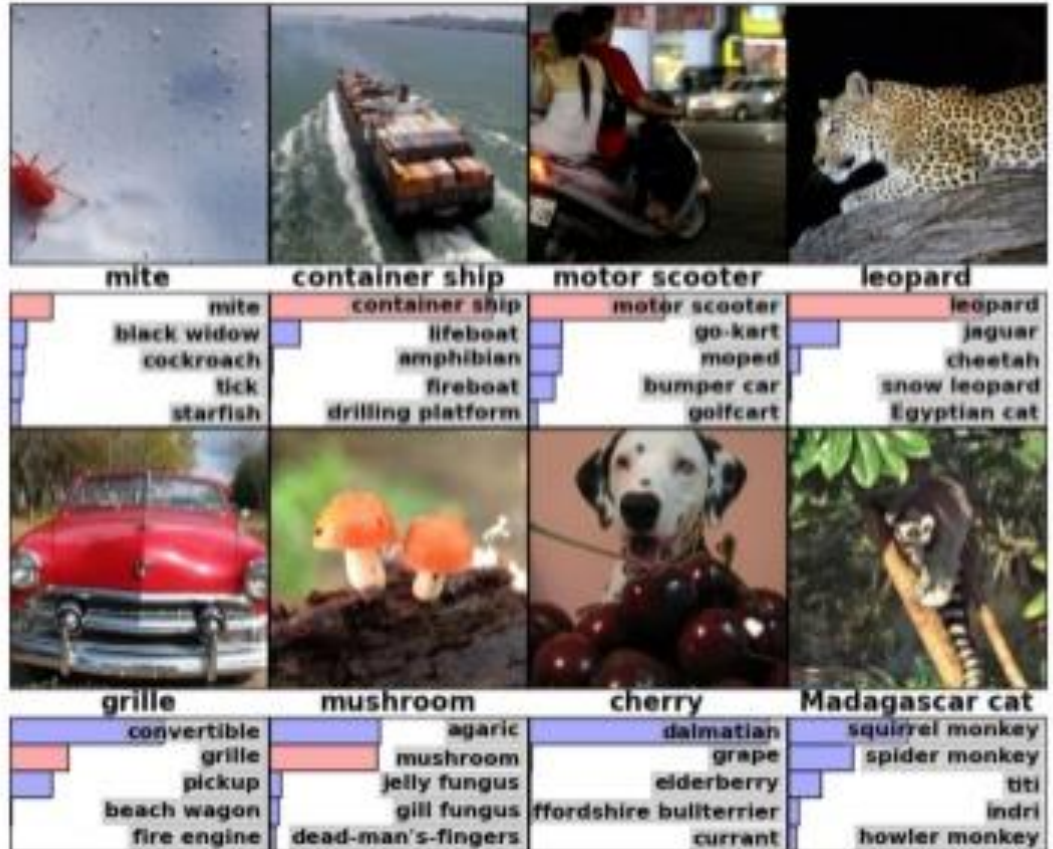 mite
container ship
motor scooter
leopard
mite
black widow
cockroach
tick
starfish
container ship
lifeboat
amphibian
fireboat
drilling platform
motor scooter
go-kart
moped
bumper car
golfcart
leopard
jaguar
cheetah
snow leopard
Egyptian cat
grille
mushroom
cherry
Madagascar cat
convertible
grille
pickup
beach wagon
fire engine
agaric
mushroom
jelly fungus
gill fungus
dead-man's-fingers
dalmatian
grape
elderberry
ffordshire bullterrier
currant
squirrel monkey
spider monkey
titi
indri
howler monkey